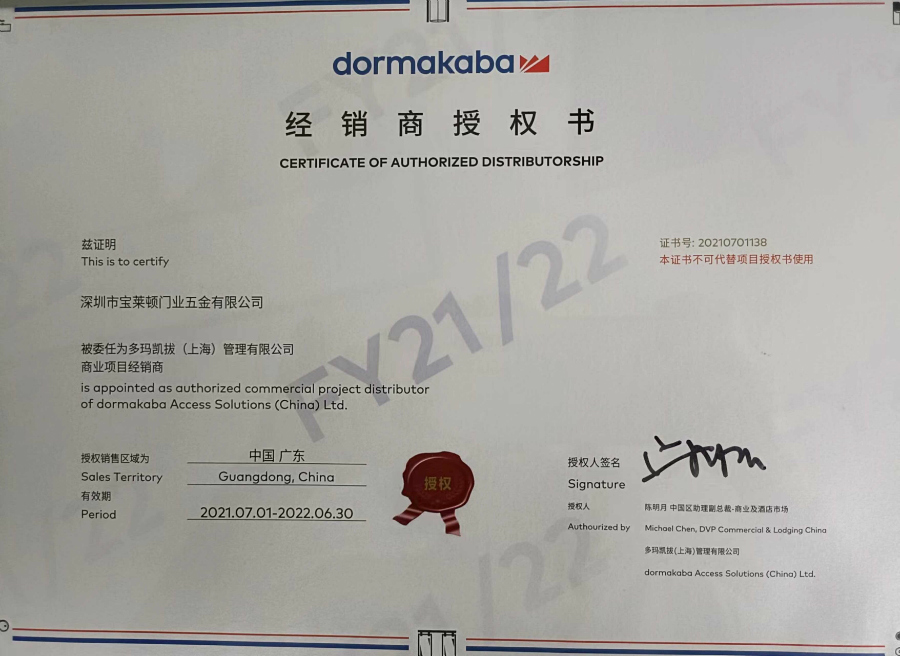 dormakaba
经销商授权书
CERTIFICATE OF AUTHORIZED DISTRIBUTORSHIP
兹证明
This is to certify
证书号: 20210701138
本证书不可代替项目授权书使用
深圳市宝莱顿门业五金有限公司
FY21/22
被委任为多玛凯拔（上海）管理有限公司
商业项目经销商
is appointed as authorized commercial project distributor
of dormakaba Access Solutions (China) Ltd.
授权销售区域为 中国 广东
Sales Territory Guangdong, China
有效期
Period 2021.07.01-2022.06.30
授权
授权人签名
Signature
授权人 陈明月 中国区助理副总裁-商业及酒店市场
Authourized by Michael Chen, DVP Commercial & Lodging China
多玛凯拔(上海)管理有限公司
dormakaba Access Solutions (China) Ltd.